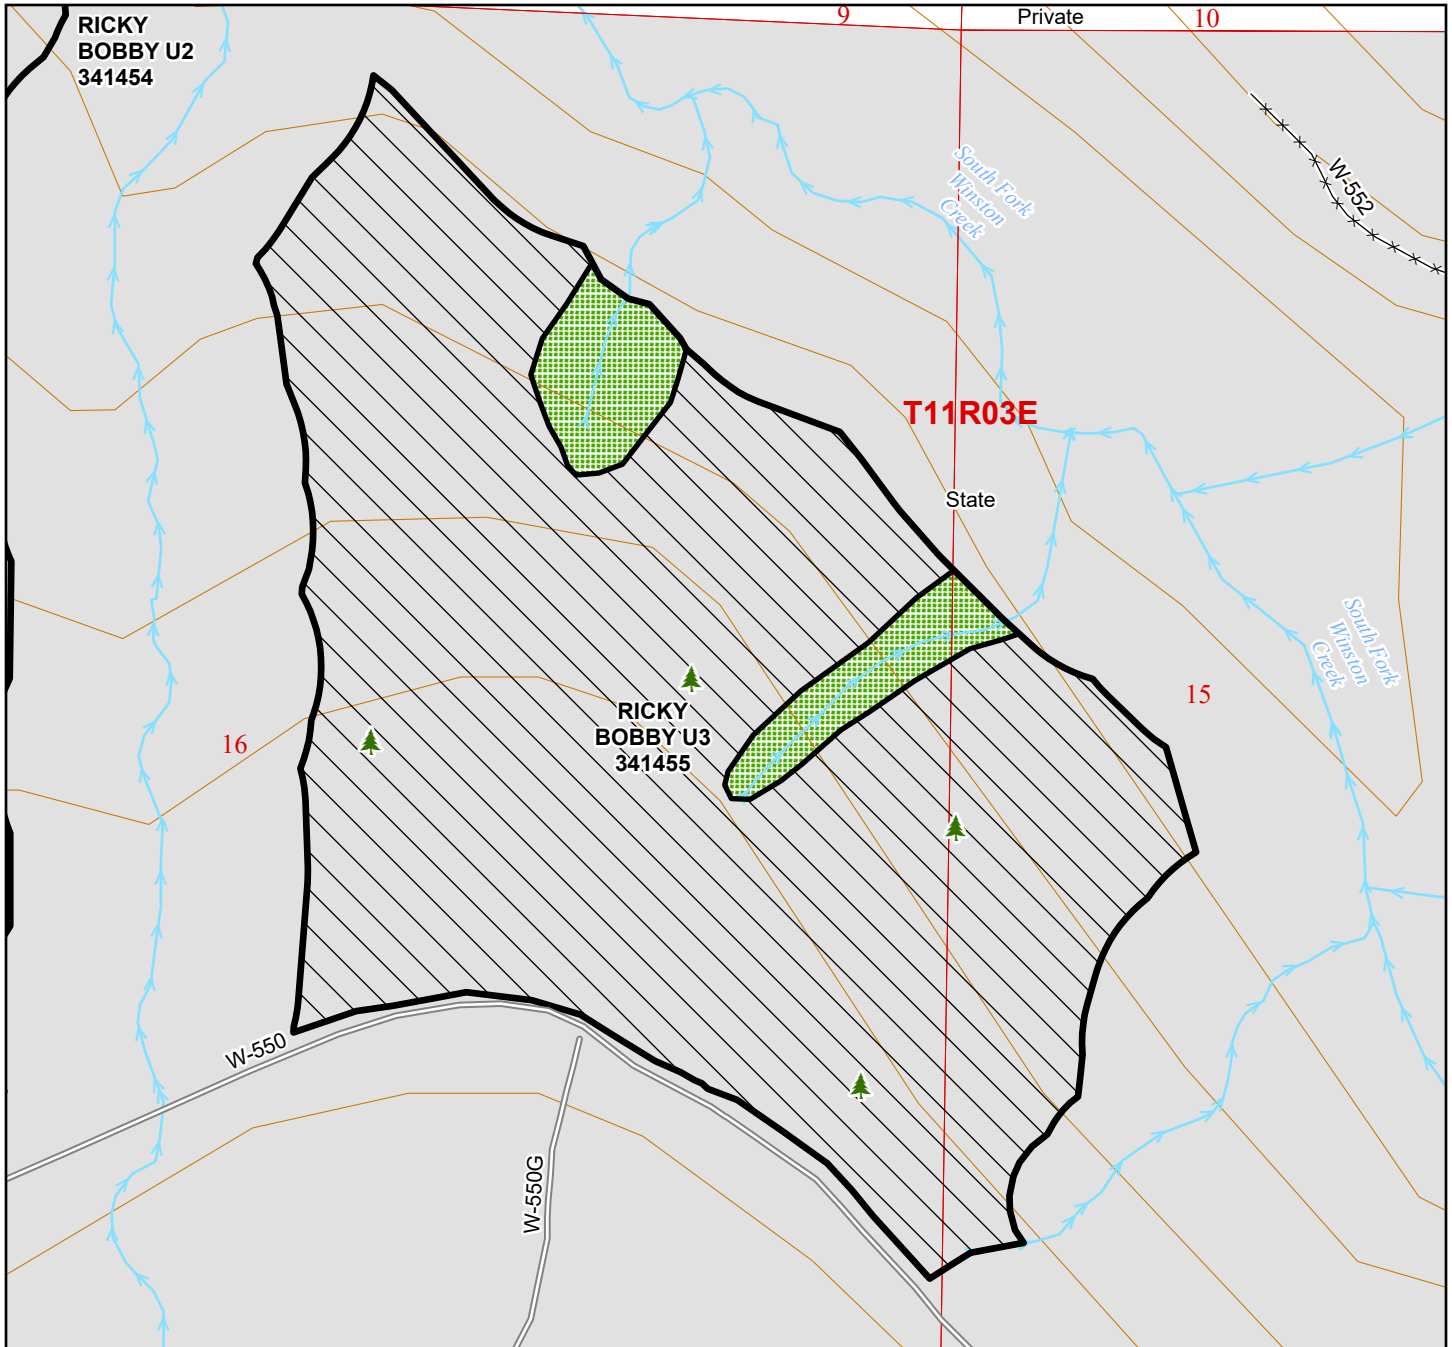 9
Private
10
RICKY
BOBBY U2
341454
W-552
South Fork
Winston
Creek
T11R03E
State
South Fork
Winston
Creek
15
16
RICKY
BOBBY U3
341455
W-550
W-550G